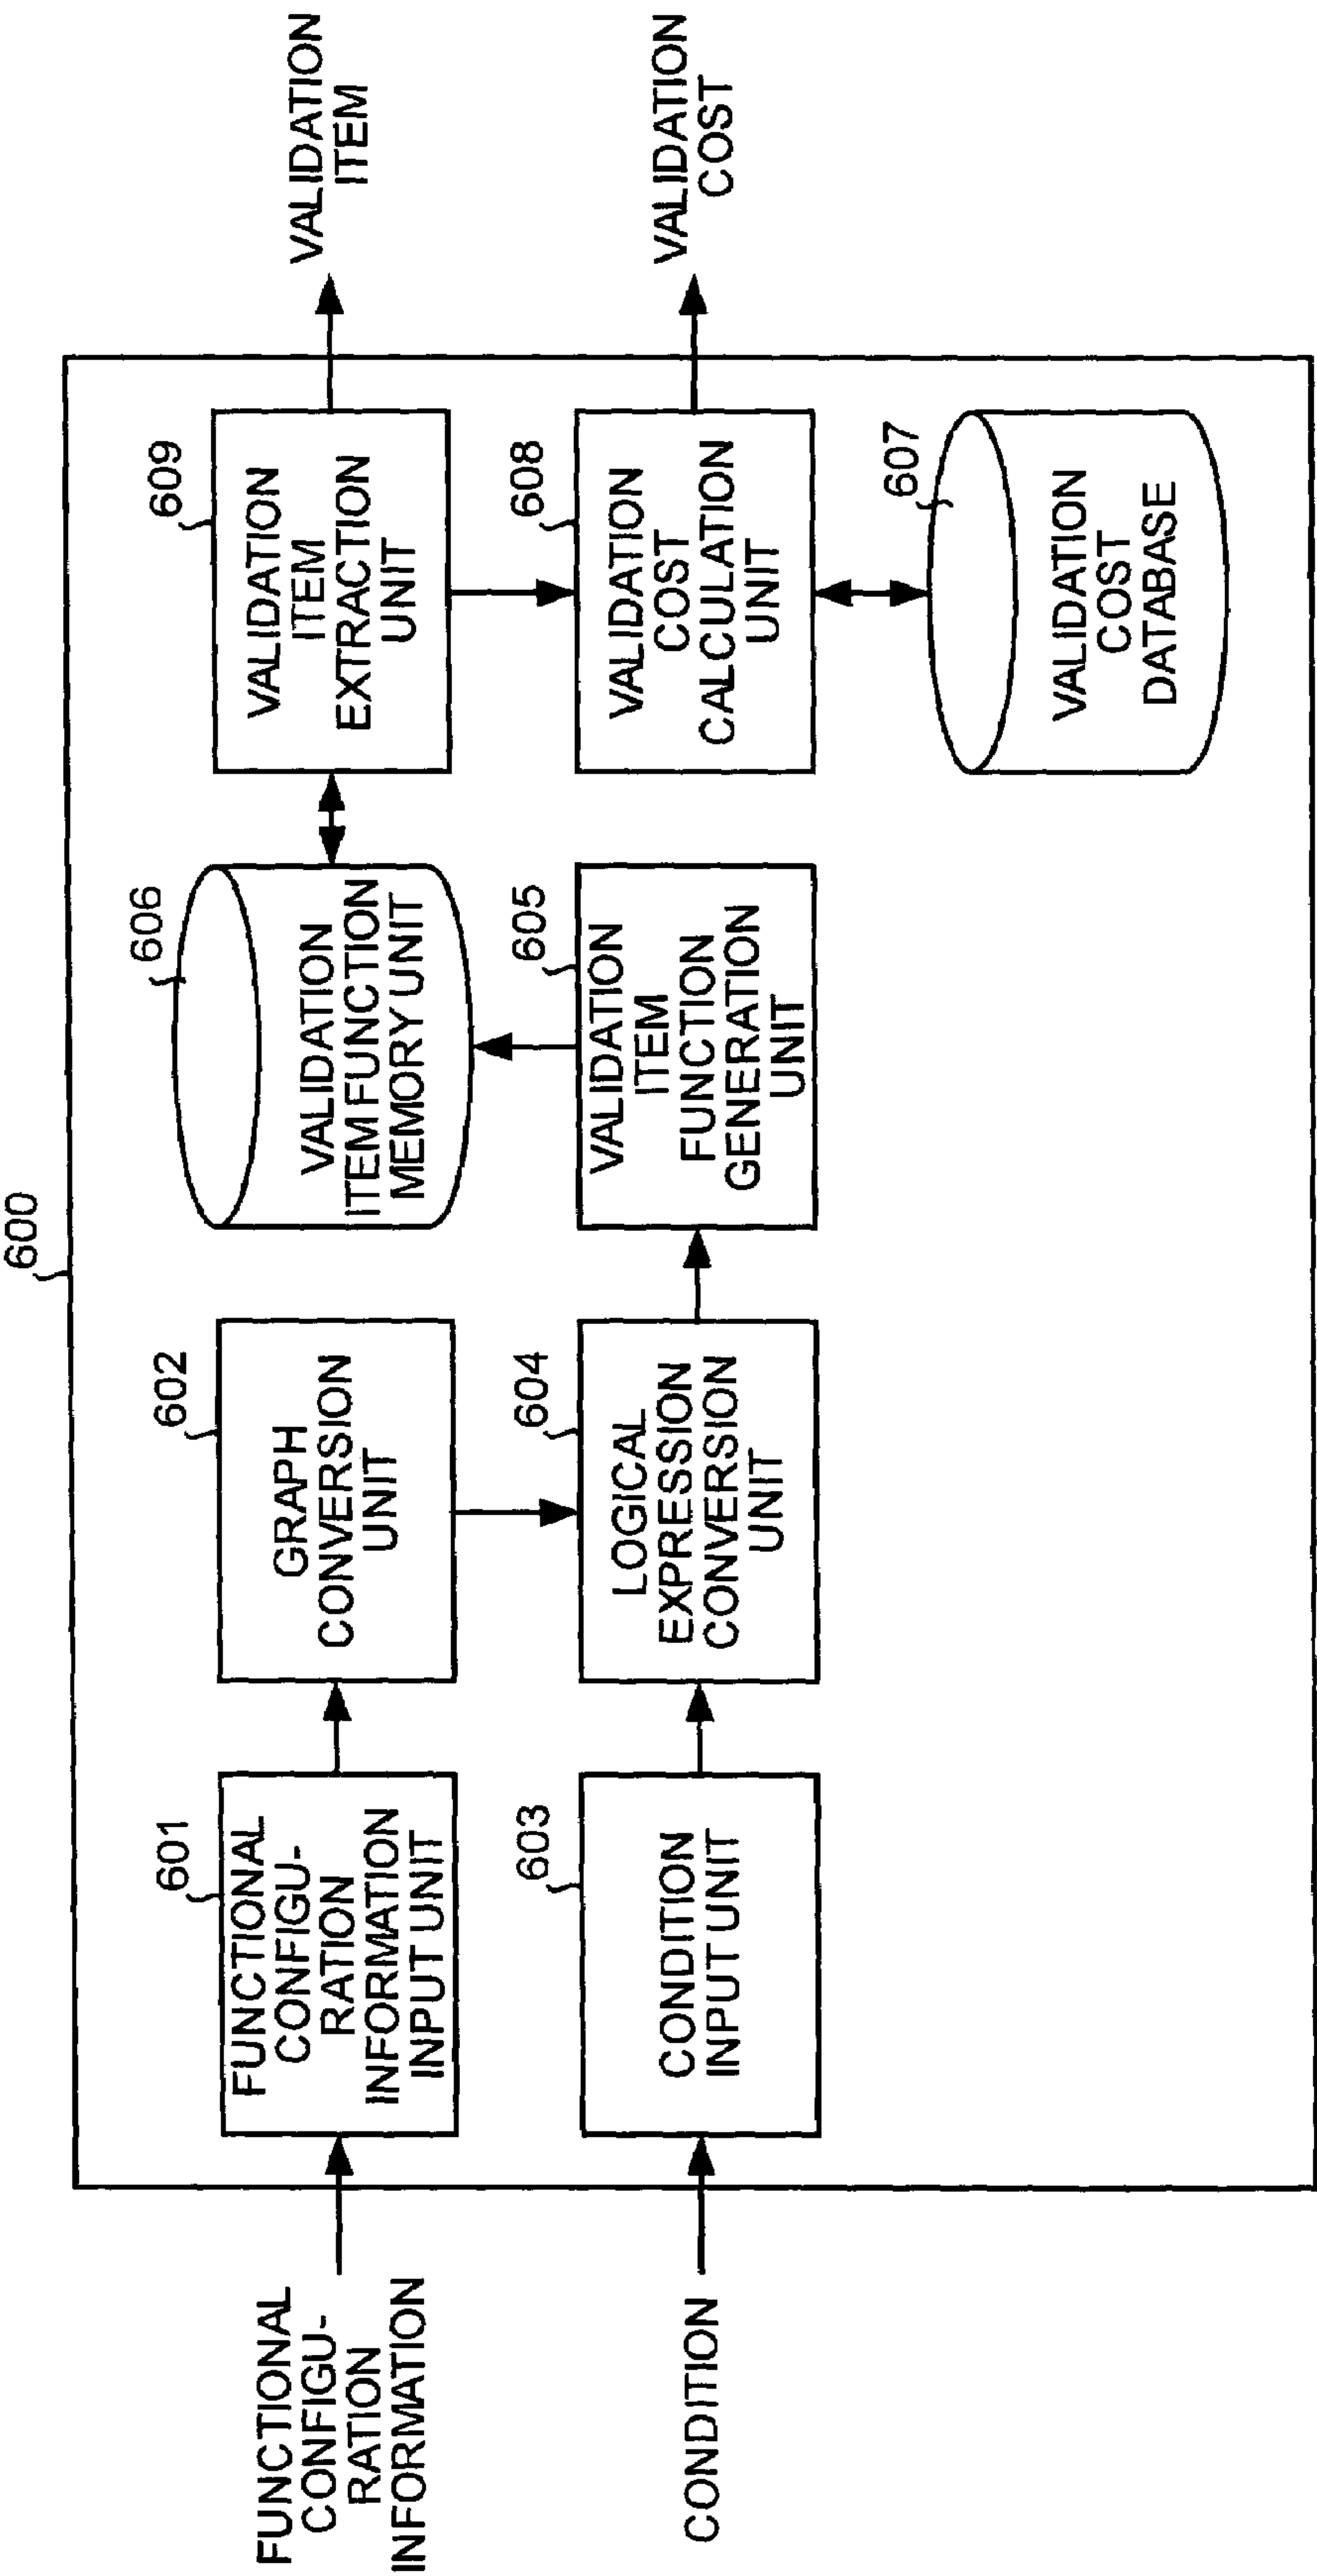 600
FUNCTIONAL
CONFIGU-
RATION
INFORMATION
601
FUNCTIONAL
CONFIGU-
RATION
INFORMATION
INPUT UNIT
602
GRAPH
CONVERSION
UNIT
606
VALIDATION
ITEM FUNCTION
MEMORY UNIT
609
VALIDATION
ITEM
EXTRACTION
UNIT
VALIDATION
ITEM
CONDITION
603
CONDITION
INPUT UNIT
604
LOGICAL
EXPRESSION
CONVERSION
UNIT
605
VALIDATION
ITEM
FUNCTION
GENERATION
UNIT
608
VALIDATION
COST
CALCULATION
UNIT
VALIDATION
COST
607
VALIDATION
COST
DATABASE